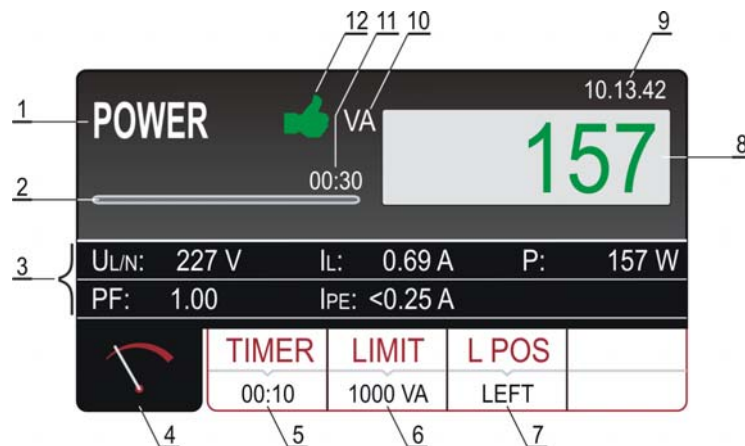 12 11 10 9
10.13.42
1 POWER VA
157 8
2 00:30
3 UL/N: 227 V IL: 0.69 A P: 157 W
PF: 1.00 IPE: <0.25 A
TIMER LIMIT L POS
00:10 1000 VA LEFT
4 5 6 7